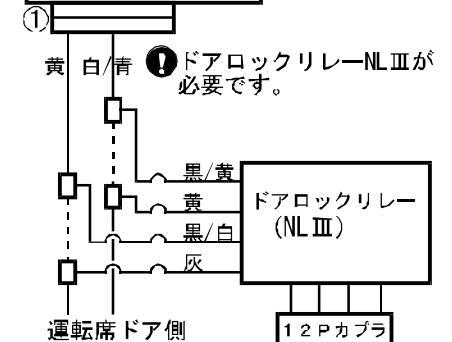 ①
黄 白/青
ドアロックリレーNLⅢが
必要です。
黒/黄
黄
黒/白
灰
ドアロックリレー
(NLⅢ)
運転席ドア側
12Pカプラ